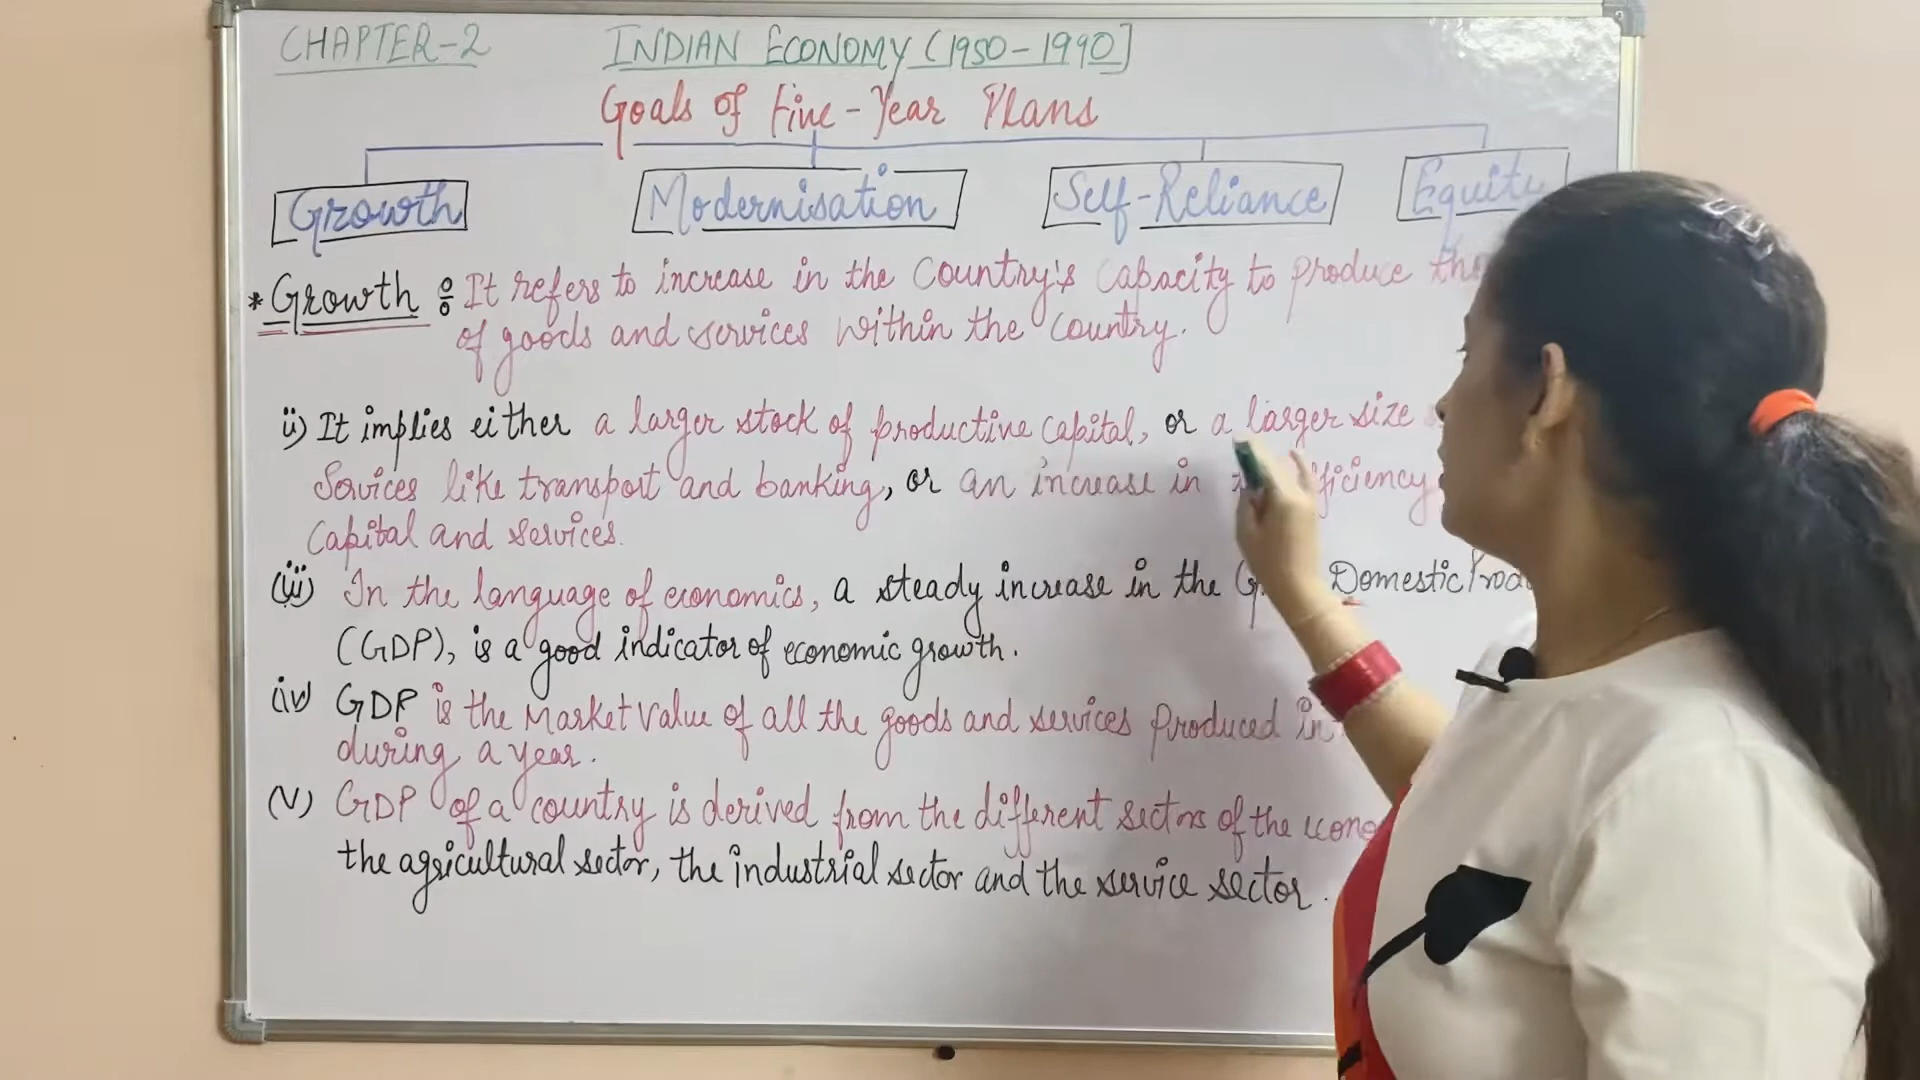 CHAPTER-2 INDIAN ECONOMY (1950-1990]
Goals of Five-Year Plans
Growth Modernisation Self-Reliance Equity
* Growth : It refers to increase in the Country's capacity to produce
of goods and services within the country.
ii) It implies either a larger stock of productive capital, or a larger size
Services like transport and banking, or an increase in
Capital and services.
(iii) In the language of economics, a steady increase in the Domestic
(GDP), is a good indicator of economic growth.
(iv) GDP is the Market Value of all the goods and services Produced in
during a year.
(v) GDP of a country is derived from the different sectors of the
the agricultural sector, the industrial sector and the service sector.